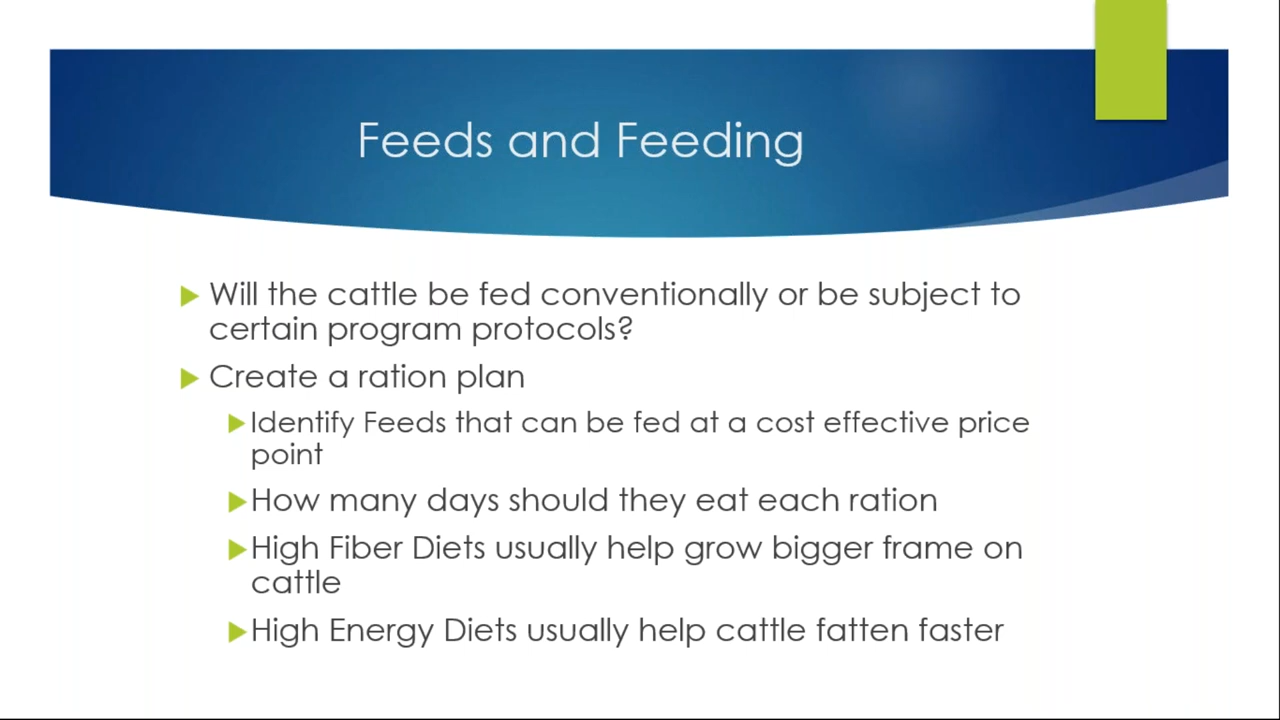 Feeds and Feeding
Will the cattle be fed conventionally or be subject to
certain program protocols?
Create a ration plan
Identify Feeds that can be fed at a cost effective price
point
How many days should they eat each ration
High Fiber Diets usually help grow bigger frame on
cattle
High Energy Diets usually help cattle fatten faster